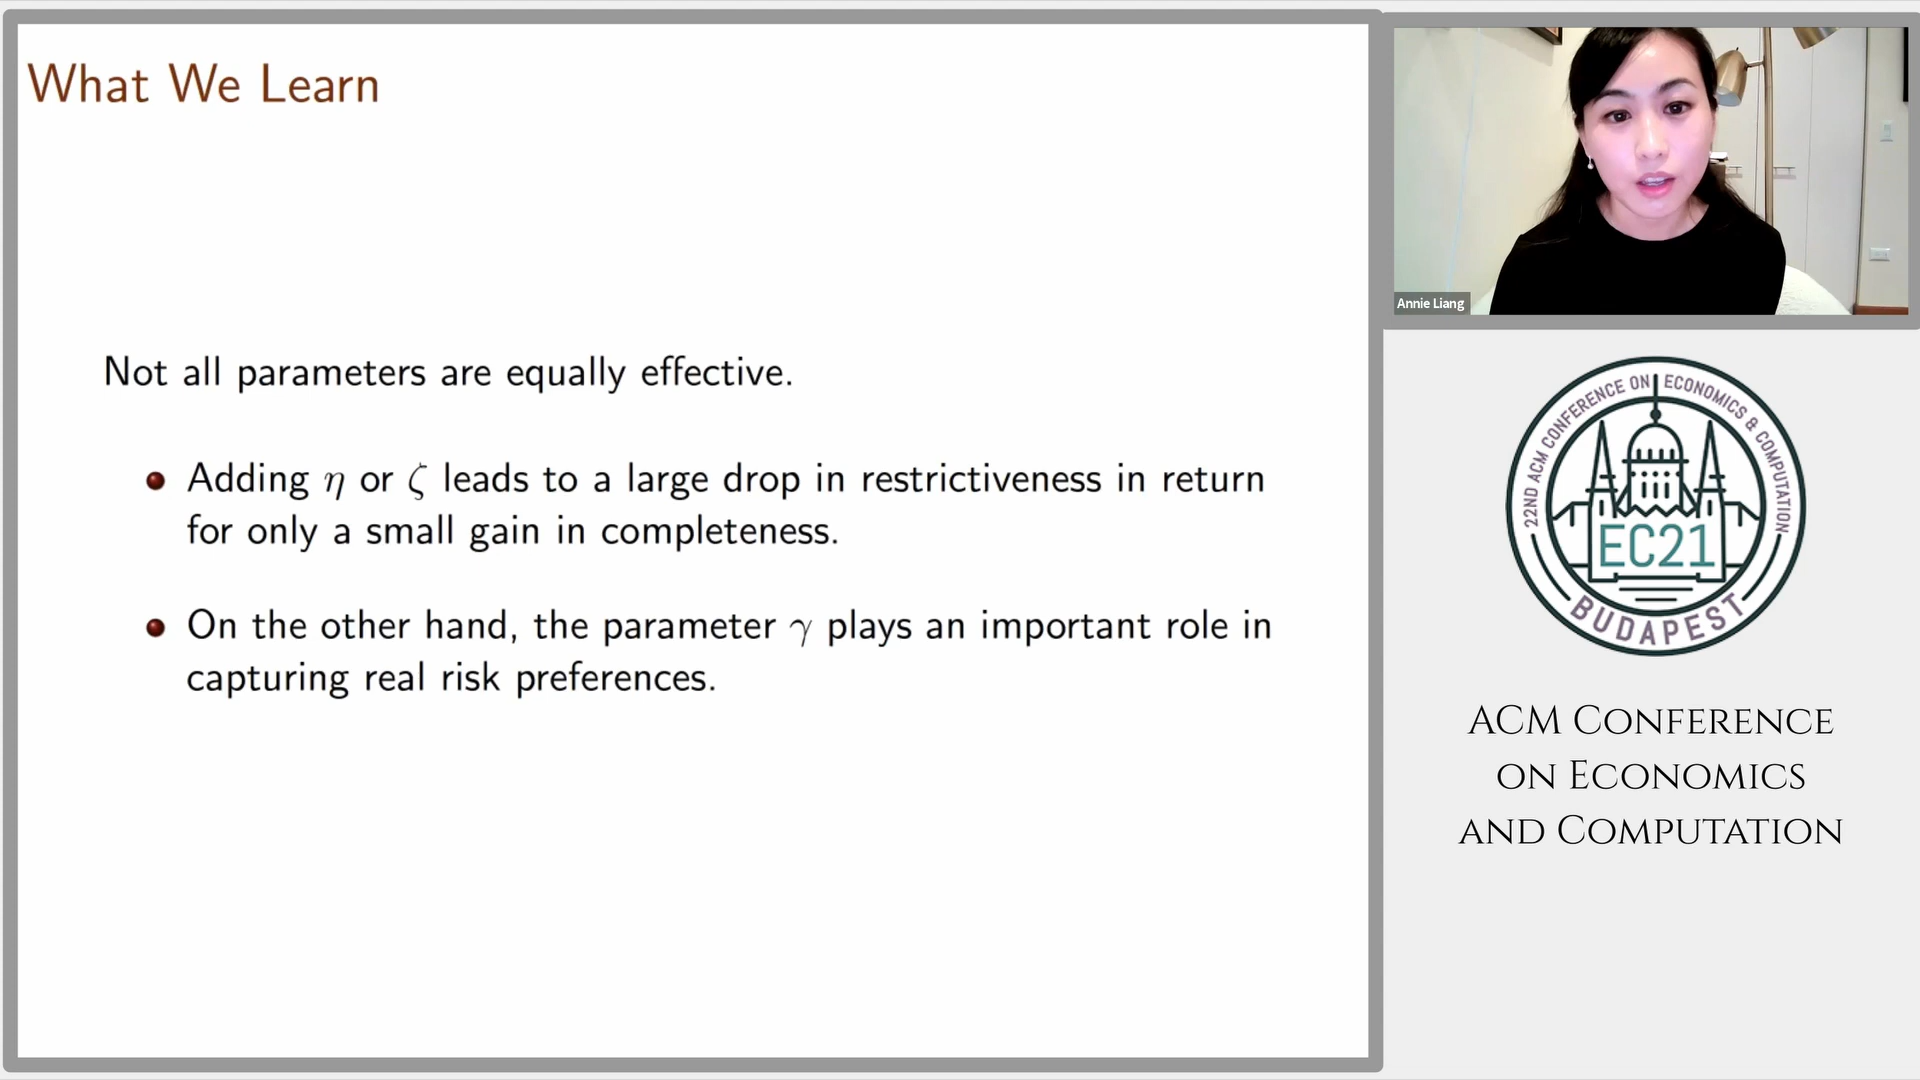 What We Learn
Not all parameters are equally effective.
Adding η or ζ leads to a large drop in restrictiveness in return
for only a small gain in completeness.
On the other hand, the parameter γ plays an important role in
capturing real risk preferences.
Annie Liang
22ND ACM CONFERENCE ON ECONOMICS & COMPUTATION
EC21
BUDAPEST
ACM Conference
on Economics
and Computation